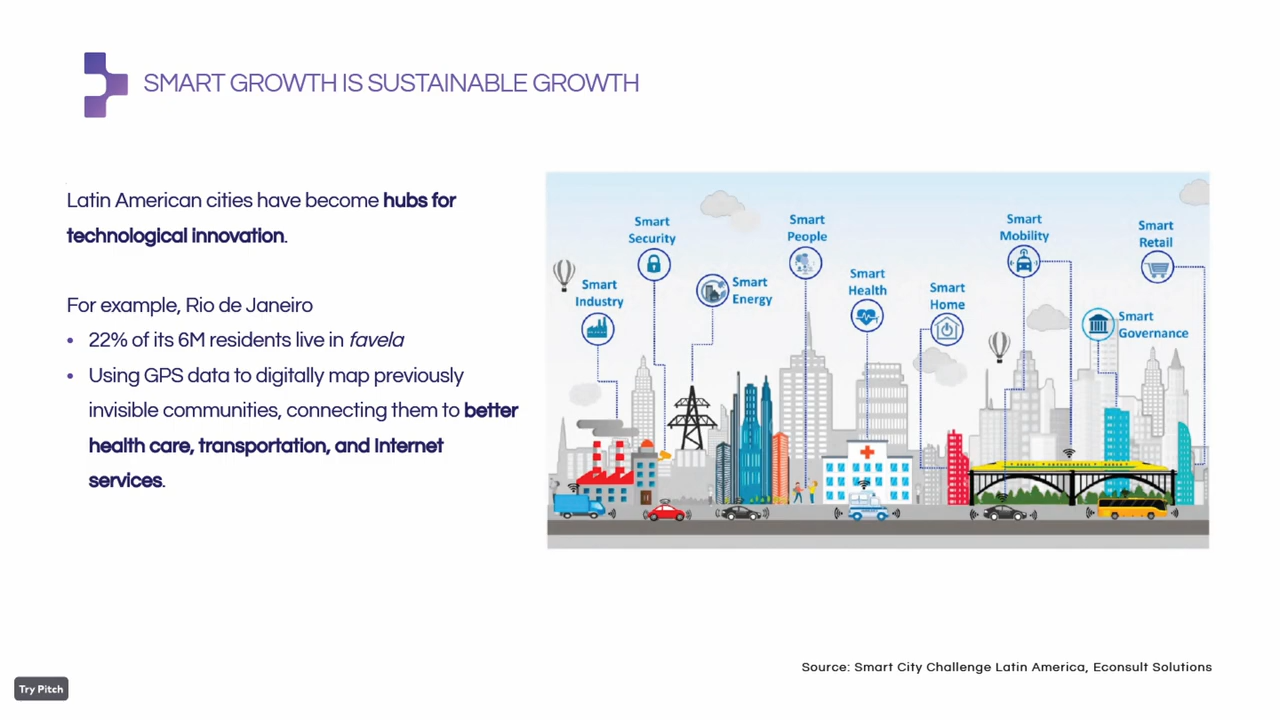 SMART GROWTH IS SUSTAINABLE GROWTH
Latin American cities have become hubs for
technological innovation.
For example, Rio de Janeiro
• 22% of its 6M residents live in favela
• Using GPS data to digitally map previously
invisible communities, connecting them to better
health care, transportation, and Internet
services.
Smart
Industry
Smart
Security
Smart
Energy
Smart
People
Smart
Health
Smart
Home
Smart
Mobility
Smart
Governance
Smart
Retail
Source: Smart City Challenge Latin America, Econsult Solutions
Try Pitch